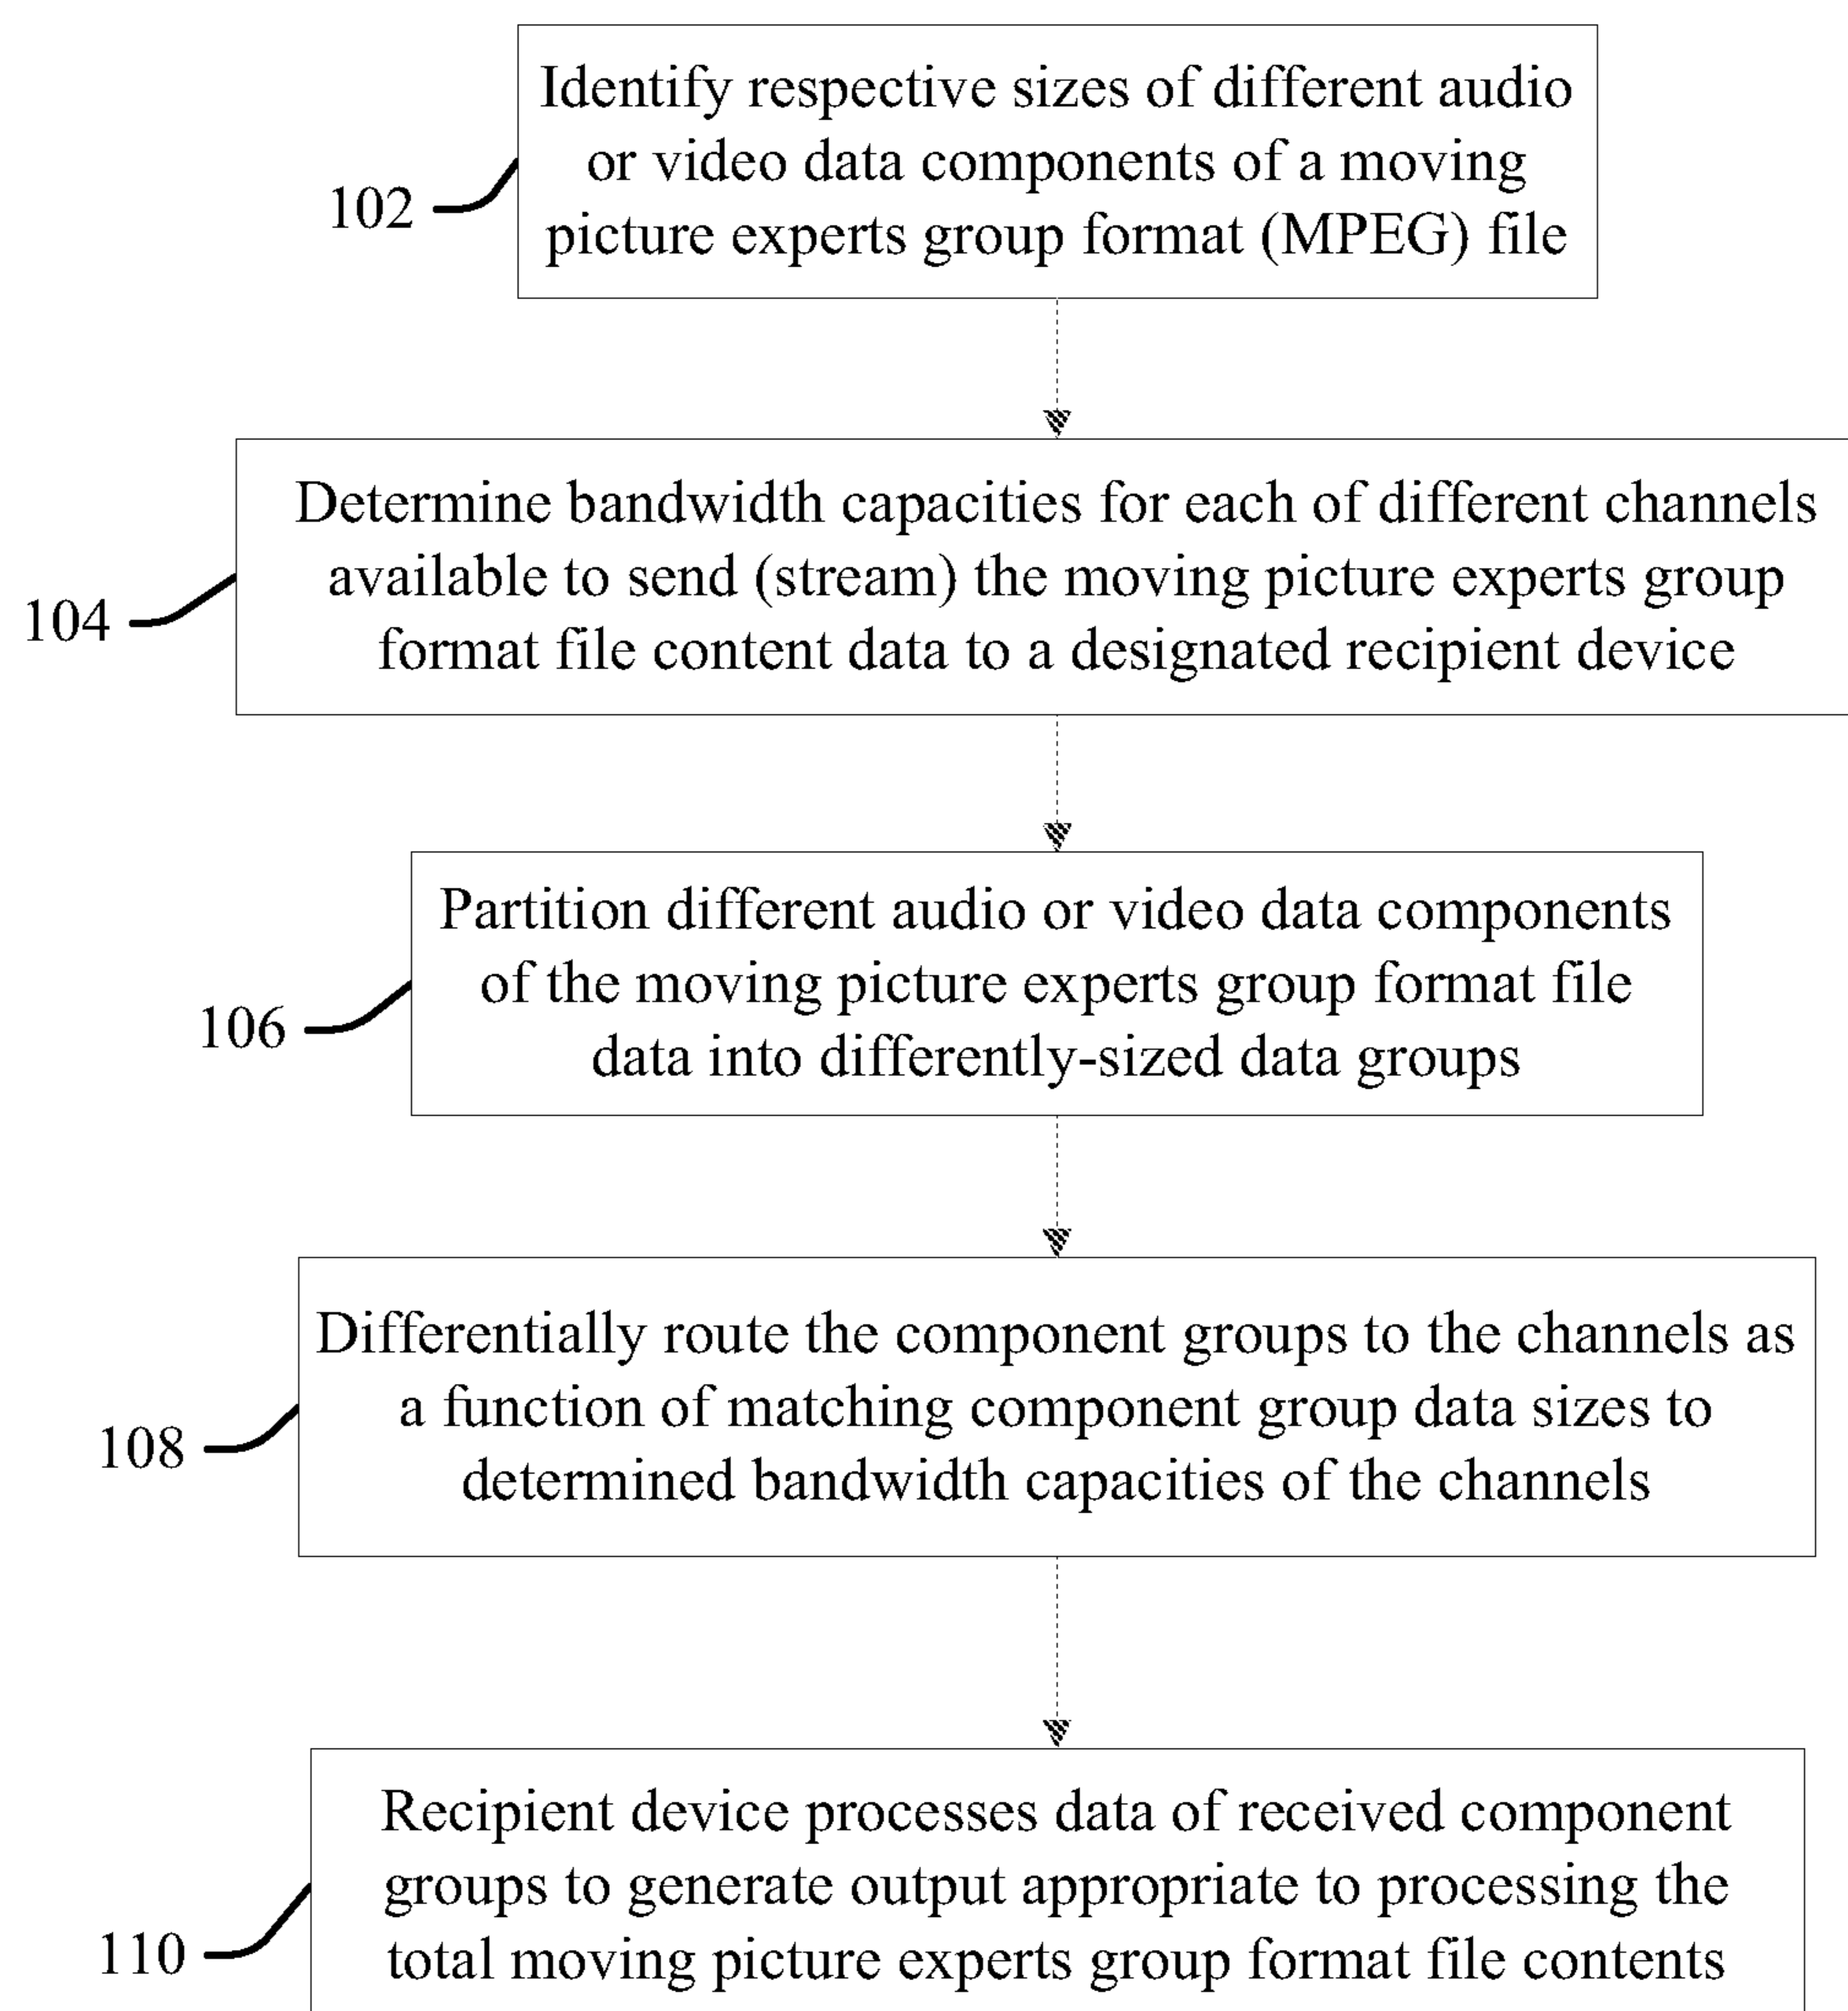 Identify respective sizes of different audio
or video data components of a moving
picture experts group format (MPEG) file
102
Determine bandwidth capacities for each of different channels
available to send (stream) the moving picture experts group
format file content data to a designated recipient device
104
Partition different audio or video data components
of the moving picture experts group format file
data into differently-sized data groups
106
Differentially route the component groups to the channels as
a function of matching component group data sizes to
determined bandwidth capacities of the channels
108
Recipient device processes data of received component
groups to generate output appropriate to processing the
total moving picture experts group format file contents
110